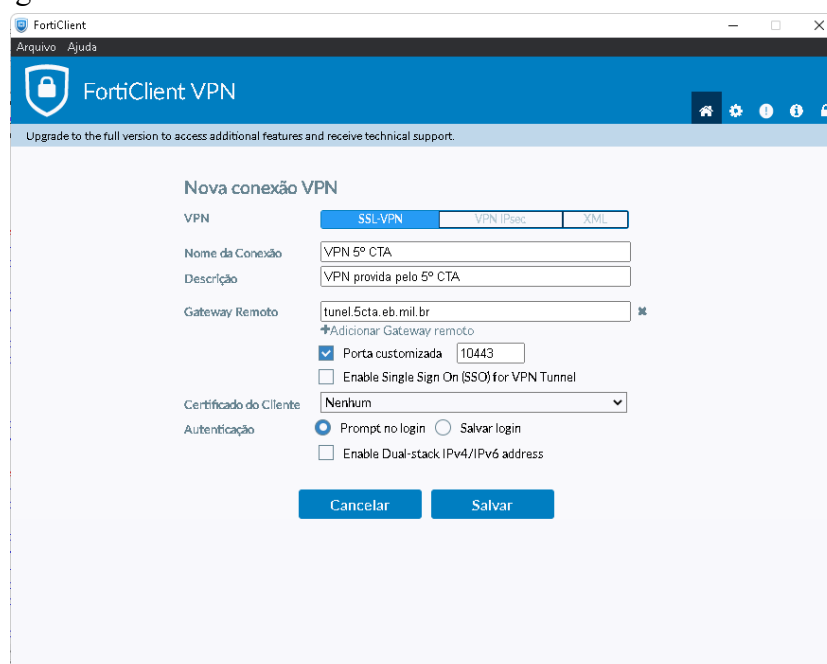 FortiClient
Arquivo Ajuda
FortiClient VPN
Upgrade to the full version to access additional features and receive technical support.
Nova conexão VPN
VPN SSL-VPN VPN IPsec XML
Nome da Conexão VPN 5º CTA
Descrição VPN provida pelo 5º CTA
Gateway Remoto tunel.5cta.eb.mil.br
+Adicionar Gateway remoto
Porta customizada 10443
Enable Single Sign On (SSO) for VPN Tunnel
Certificado do Cliente Nenhum
Autenticação Prompt no login Salvar login
Enable Dual-stack IPv4/IPv6 address
Cancelar Salvar